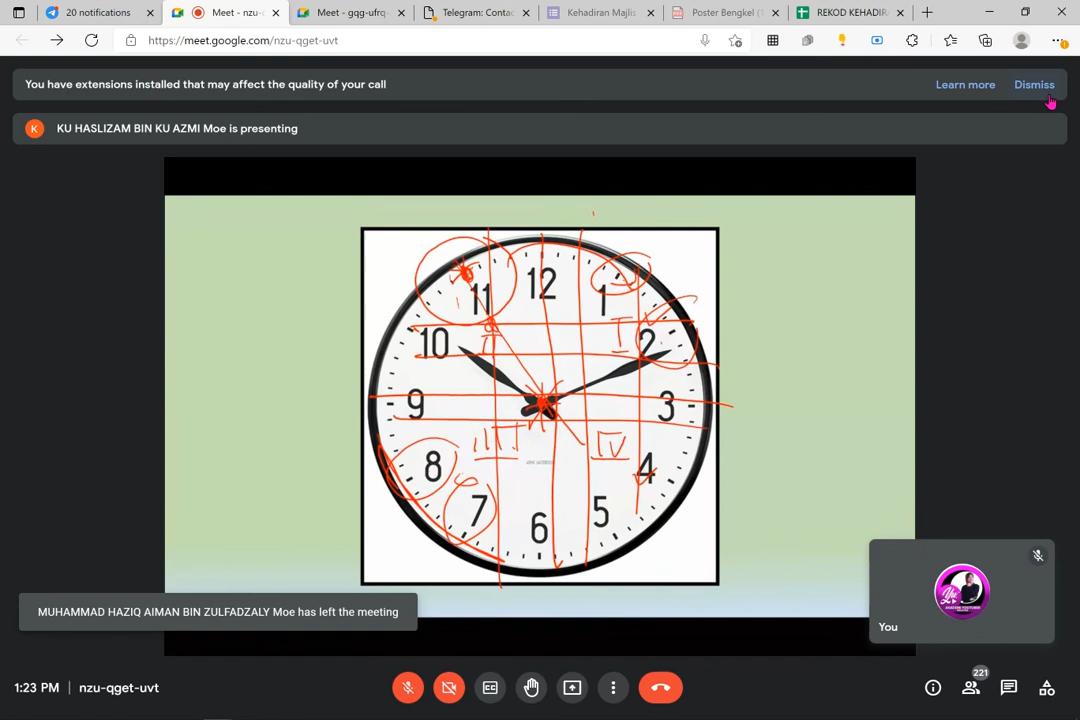 20 notifications
Meet - nzu-
Meet - gqg-ufrq-
Telegram: Conta
Kehadiran Majlis
Poster Bengkel (1
REKOD KEHADIR
https://meet.google.com/nzu-qget-uvt
You have extensions installed that may affect the quality of your call
Learn more
Dismiss
K
KU HASLIZAM BIN KU AZMI Moe is presenting
12
11
1
I
10
II
2
9
3
III
IV
8
4
7
5
6
MUHAMMAD HAZIQ AIMAN BIN ZULFADZALY Moe has left the meeting
You
221
1:23 PM | nzu-qget-uvt